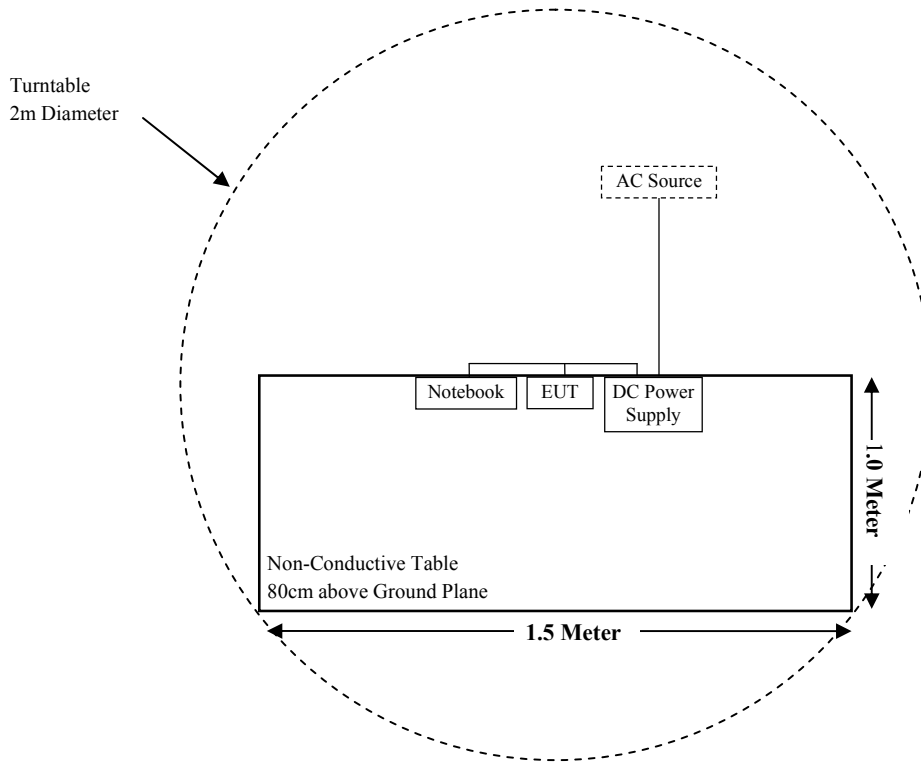 Turntable
2m Diameter
AC Source
Notebook
EUT
DC Power
Supply
1.0 Meter
Non-Conductive Table
80cm above Ground Plane
1.5 Meter